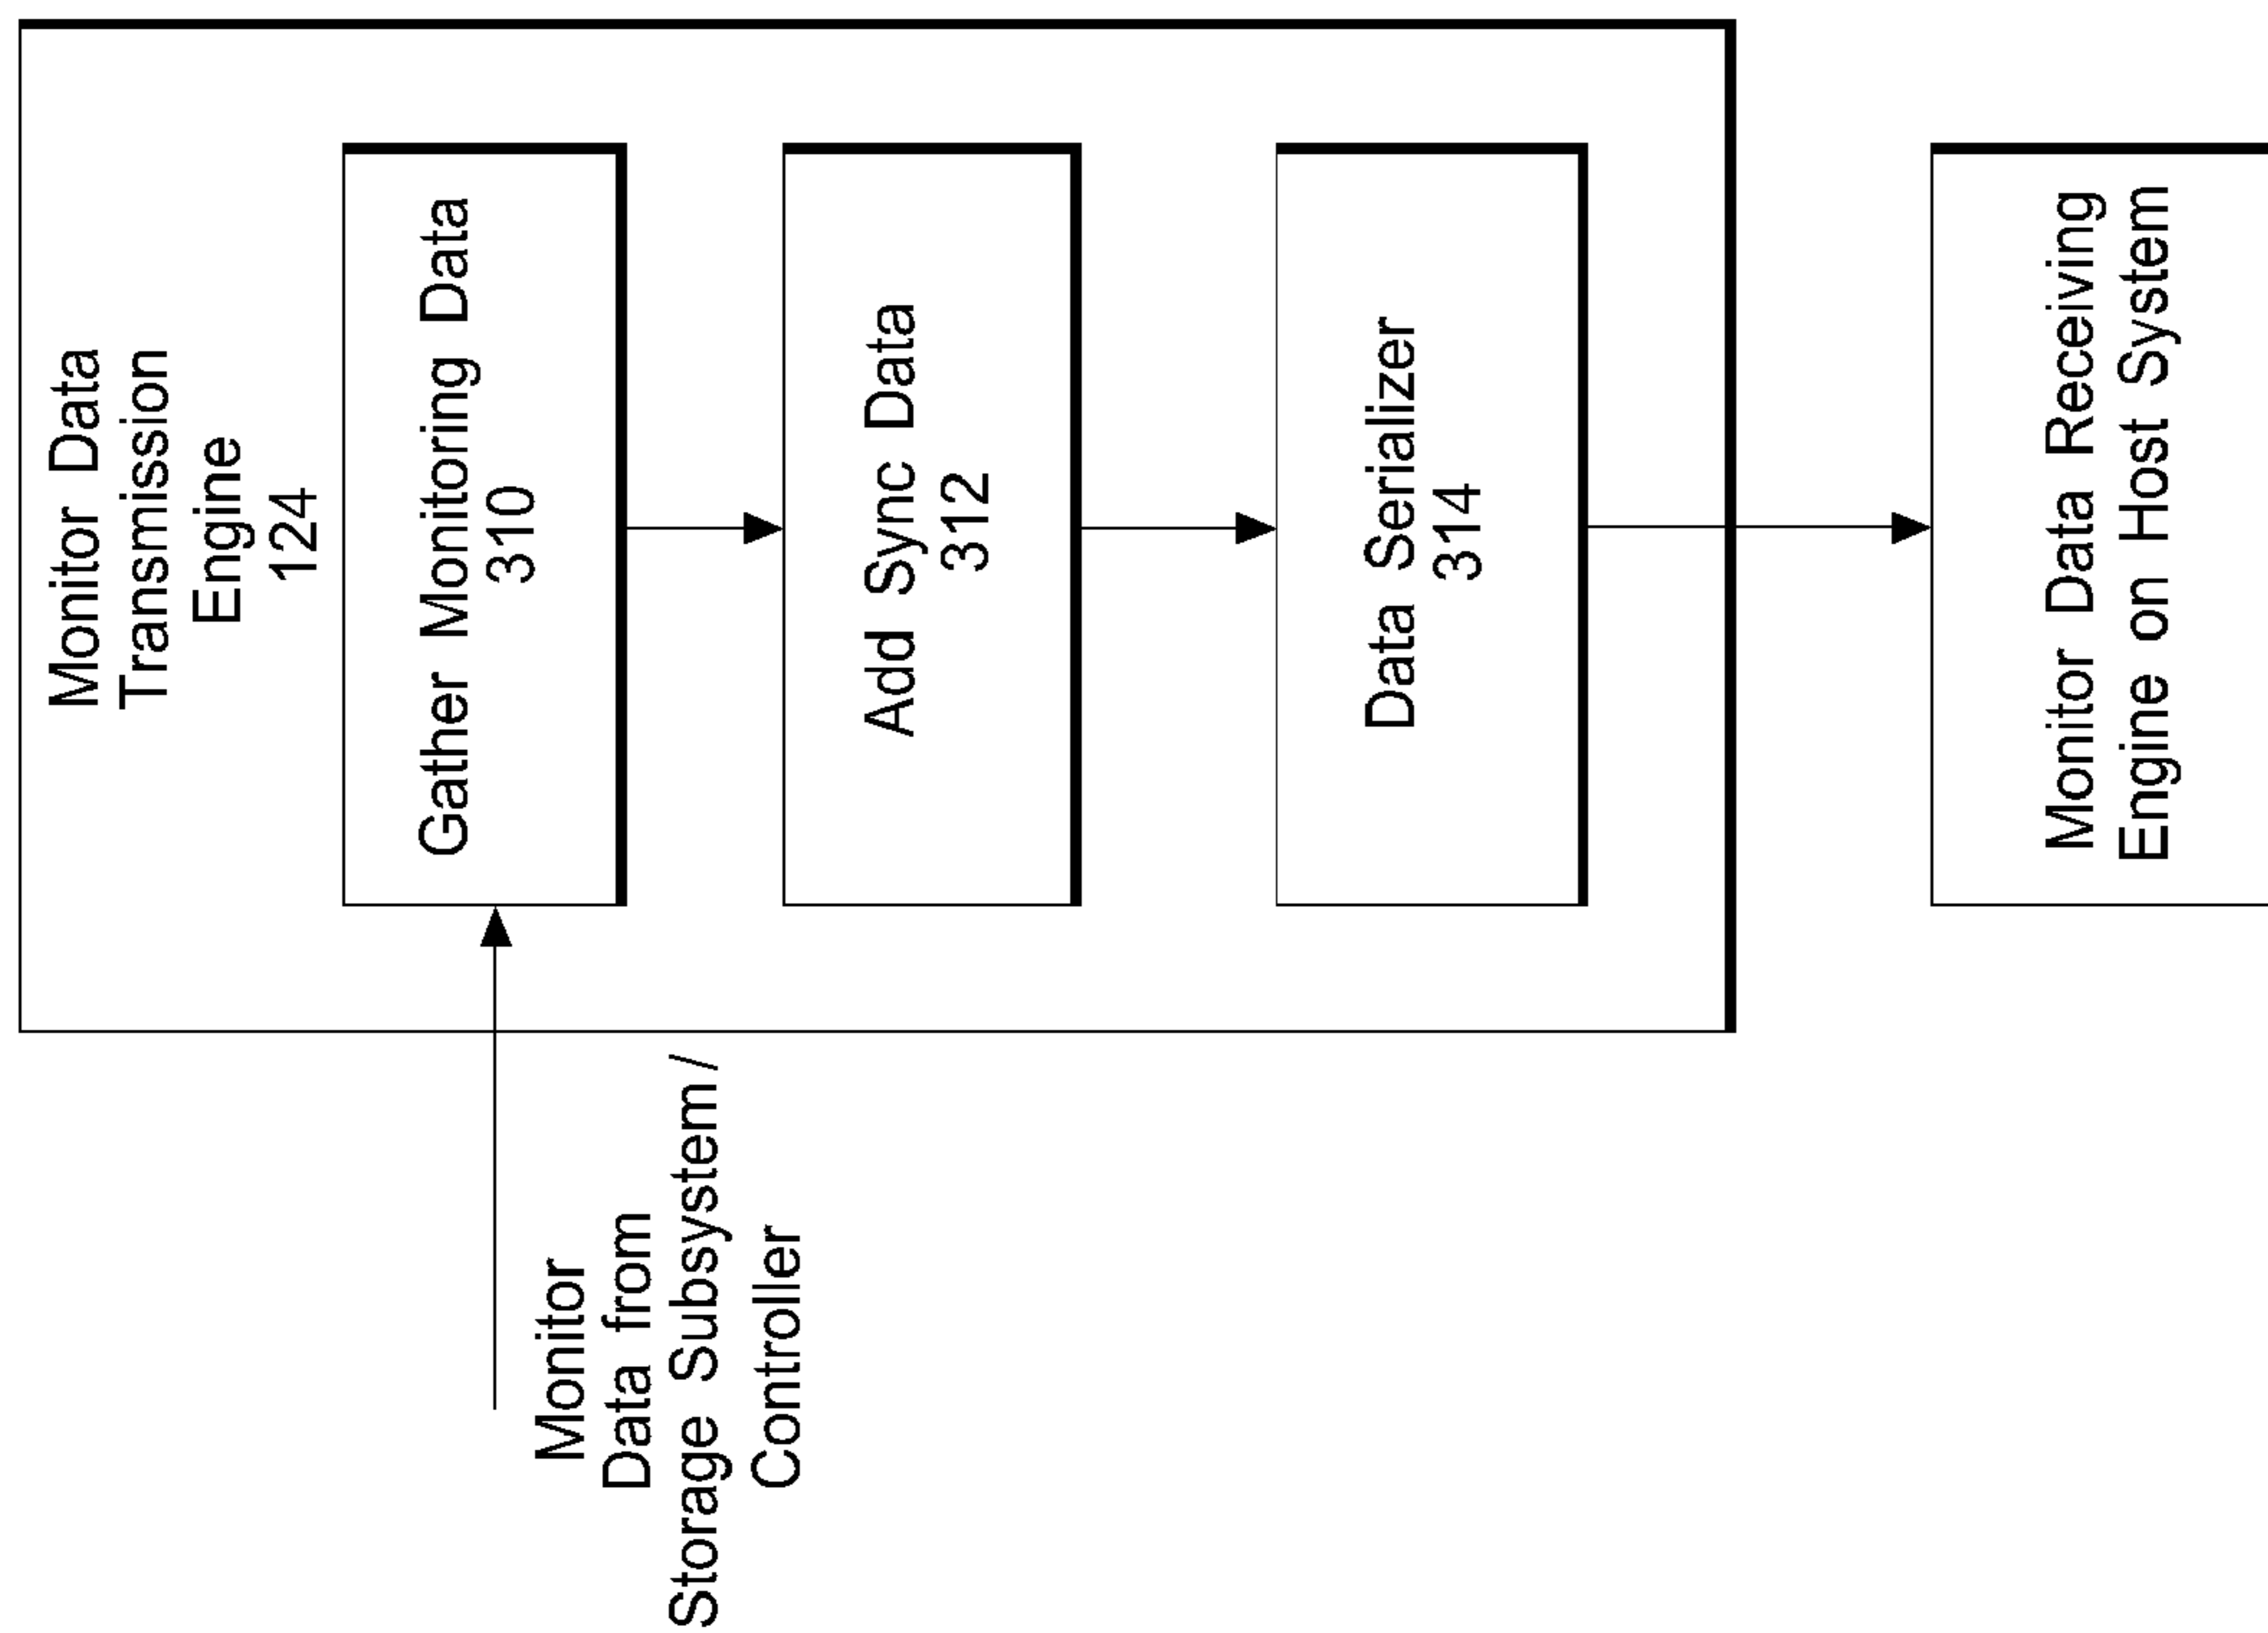 Monitor Data
Transmission
Engine
124
Gather Monitoring Data
310
Add Sync Data
312
Data Serializer
314
Monitor Data Receiving
Engine on Host System
Monitor
Data from
Storage Subsystem /
Controller